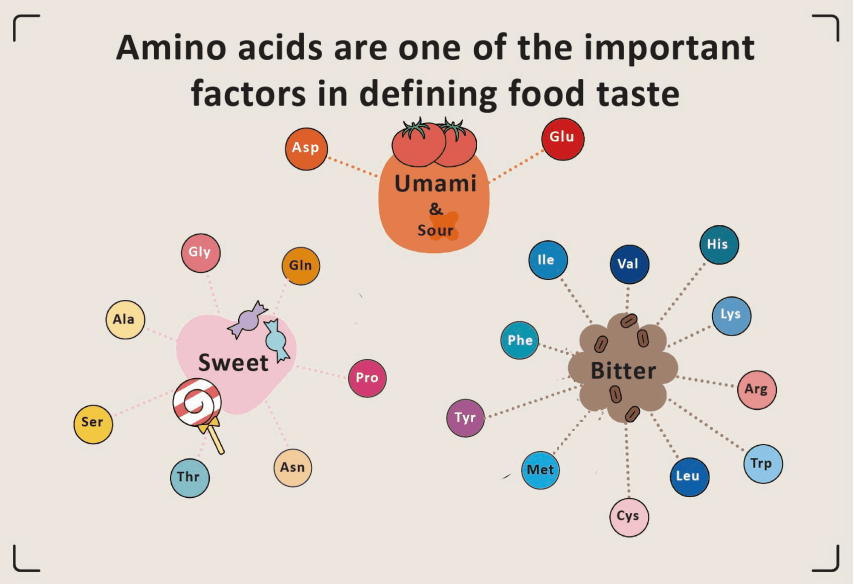 Amino acids are one of the important
factors in defining food taste
Asp
Glu
Umami
&
Sour
Gly
Gln
Ala
Sweet
Pro
Ser
Thr
Asn
Ile
Val
His
Lys
Phe
Bitter
Arg
Tyr
Met
Leu
Trp
Cys